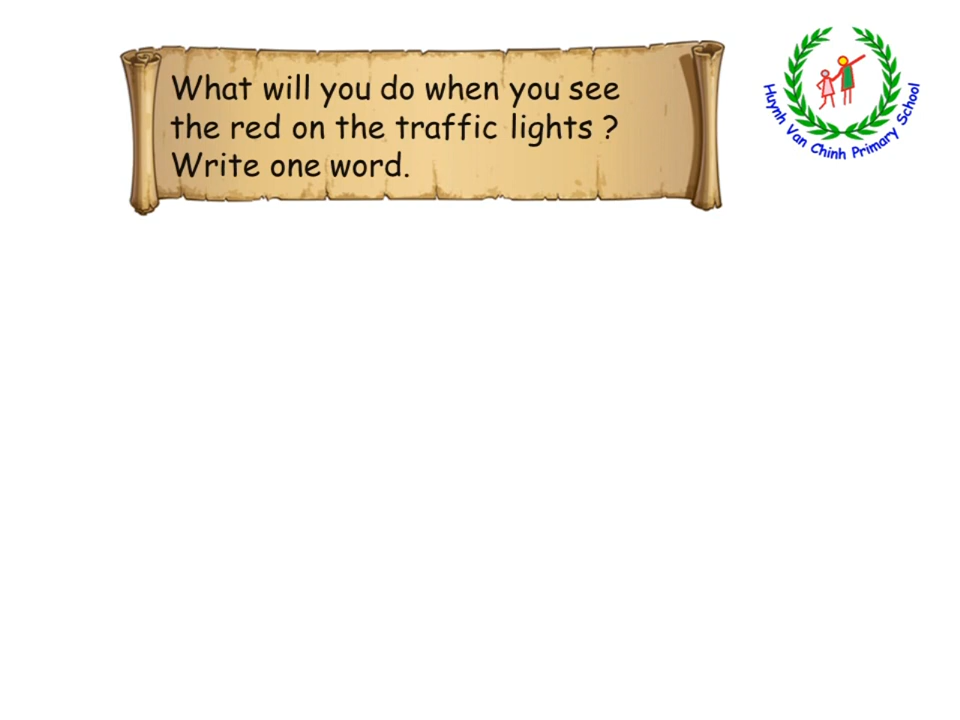 What will you do when you see
the red on the traffic lights ?
Write one word.
Huynh Van Chinh Primary School